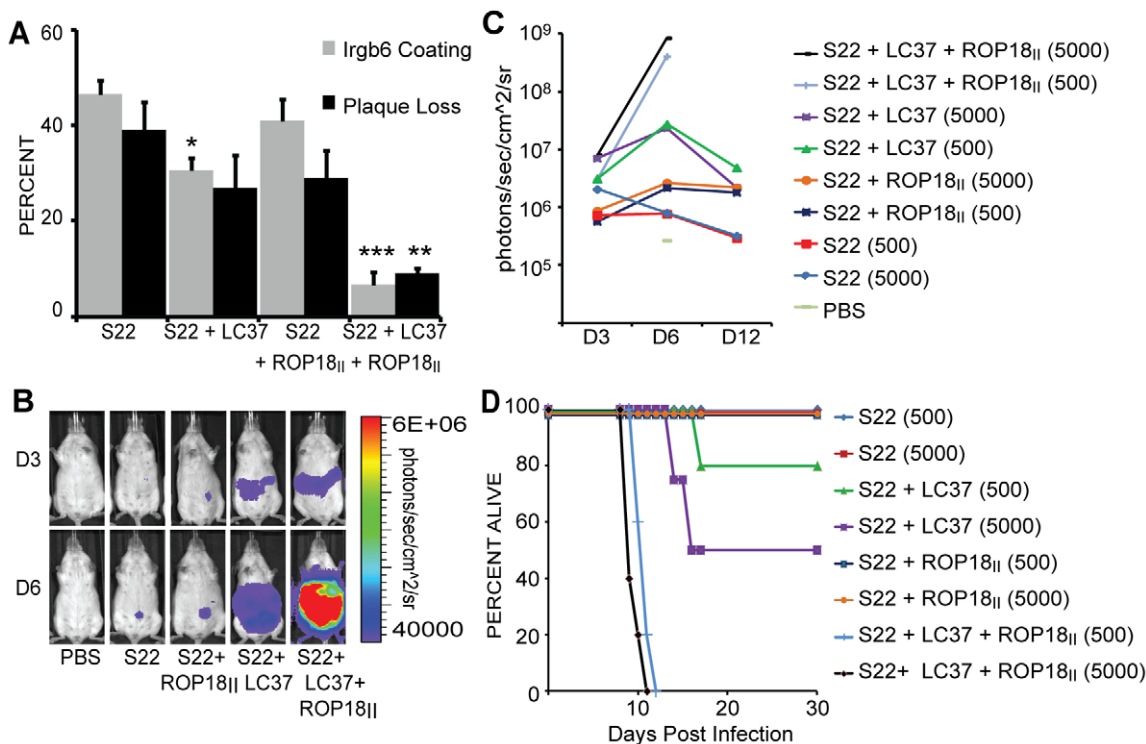 A
60
40
20
0
PERCENT
Irgb6 Coating
Plaque Loss
*
***
**
S22
S22 + LC37
S22
S22 + LC37
+ ROP18II
+ ROP18II
B
D3
D6
PBS
S22
S22+
ROP18II
S22+
LC37
S22+
LC37+
ROP18II
6E+06
photons/sec/cm^2/sr
40000
C
10⁹
10⁸
10⁷
10⁶
10⁵
photons/sec/cm^2/sr
D3
D6
D12
S22 + LC37 + ROP18II (5000)
S22 + LC37 + ROP18II (500)
S22 + LC37 (5000)
S22 + LC37 (500)
S22 + ROP18II (5000)
S22 + ROP18II (500)
S22 (500)
S22 (5000)
PBS
D
100
80
60
40
20
0
PERCENT ALIVE
10
20
30
Days Post Infection
S22 (500)
S22 (5000)
S22 + LC37 (500)
S22 + LC37 (5000)
S22 + ROP18II (500)
S22 + ROP18II (5000)
S22 + LC37 + ROP18II (500)
S22+ LC37 + ROP18II (5000)